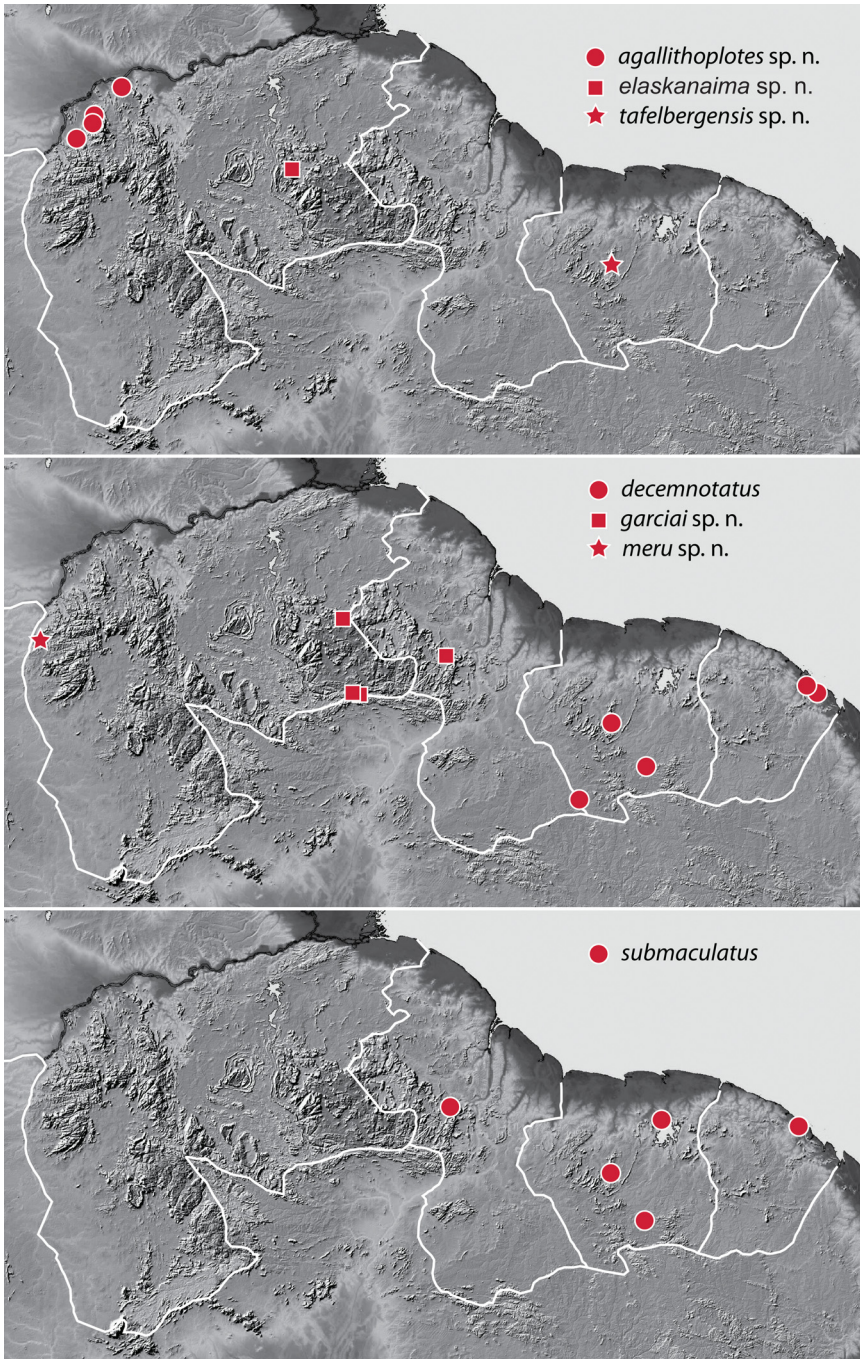 agallithoplotes sp. n.
elaskanaima sp. n.
tafelbergensis sp. n.
decemnotatus
garciai sp. n.
meru sp. n.
submaculatus